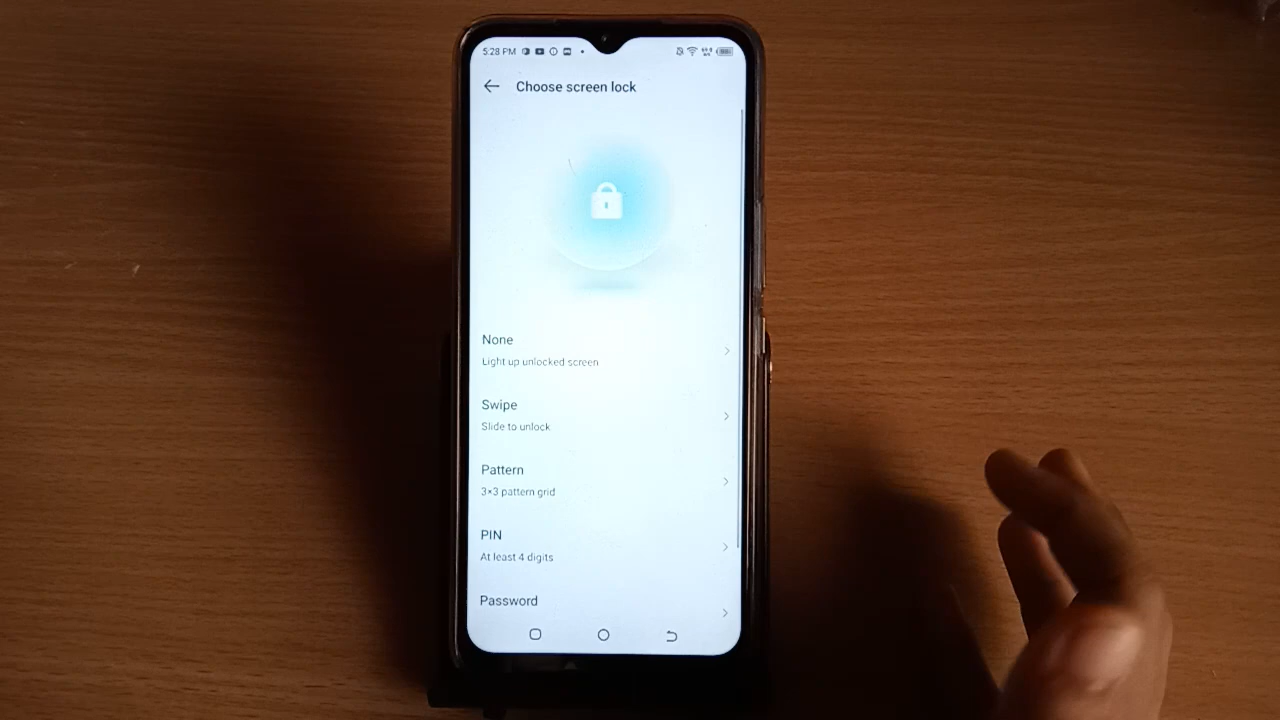 5:28 PM
Choose screen lock
None
Light up unlocked screen
Swipe
Slide to unlock
Pattern
3×3 pattern grid
PIN
At least 4 digits
Password